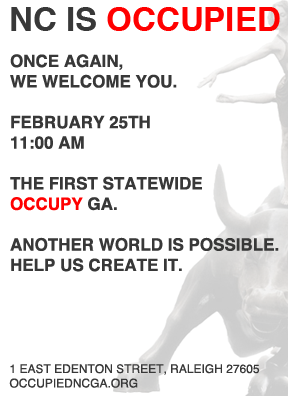 NC IS OCCUPIED
ONCE AGAIN,
WE WELCOME YOU.
FEBRUARY 25TH
11:00 AM
THE FIRST STATEWIDE
OCCUPY GA.
ANOTHER WORLD IS POSSIBLE.
HELP US CREATE IT.
1 EAST EDENTON STREET, RALEIGH 27605
OCCUPIEDNCGA.ORG